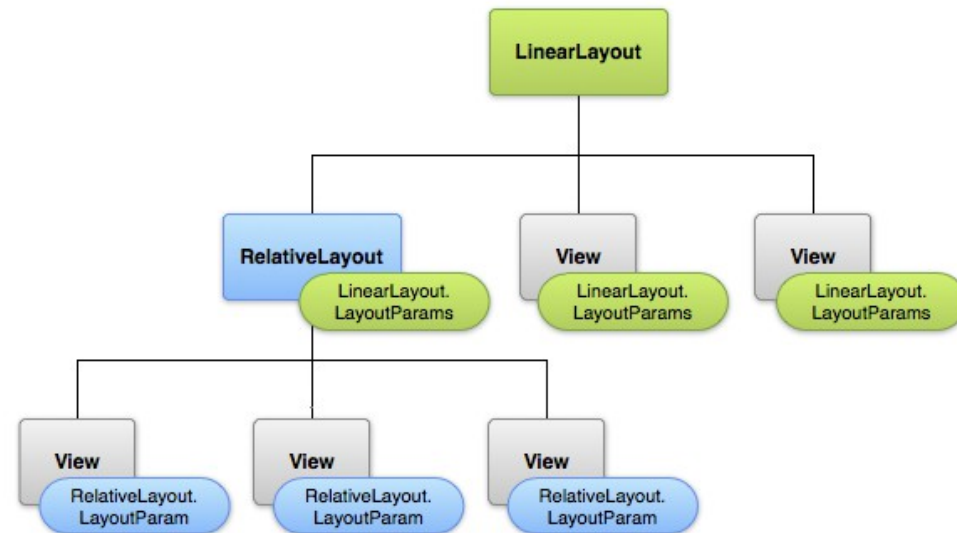 LinearLayout
RelativeLayout
LinearLayout.
LayoutParams
View
LinearLayout.
LayoutParams
View
LinearLayout.
LayoutParams
View
RelativeLayout.
LayoutParam
View
RelativeLayout.
LayoutParam
View
RelativeLayout.
LayoutParam